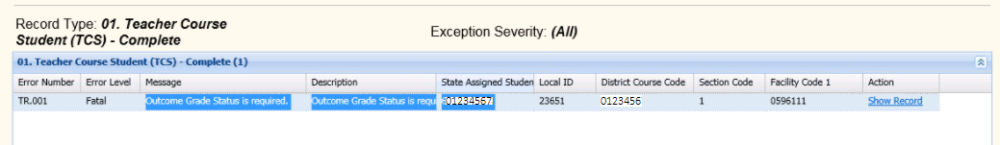 Record Type: 01. Teacher Course
Student (TCS) - Complete
Exception Severity: (All)
01. Teacher Course Student (TCS) - Complete (1)
Error Number Error Level Message Description State Assigned Studen Local ID District Course Code Section Code Facility Code 1 Action
TR.001 Fatal Outcome Grade Status is required. Outcome Grade Status is requ 01234567 23651 0123456 1 0596111 Show Record